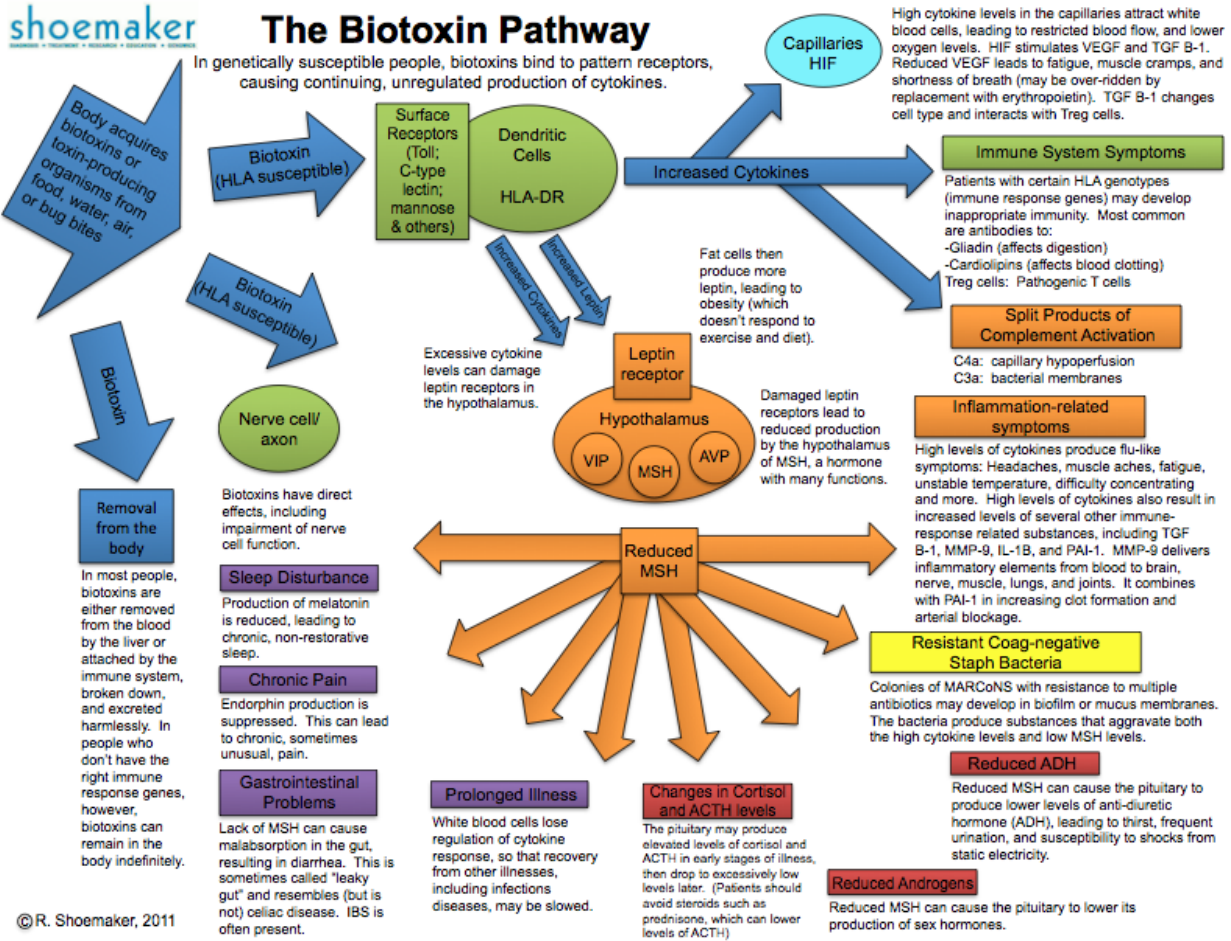 shoemaker
DIAGNOSIS • TREATMENT • RESEARCH • EDUCATION • GENOMICS
The Biotoxin Pathway
In genetically susceptible people, biotoxins bind to pattern receptors,
causing continuing, unregulated production of cytokines.
Capillaries
HIF
High cytokine levels in the capillaries attract white
blood cells, leading to restricted blood flow, and lower
oxygen levels. HIF stimulates VEGF and TGF B-1.
Reduced VEGF leads to fatigue, muscle cramps, and
shortness of breath (may be over-ridden by
replacement with erythropoietin). TGF B-1 changes
cell type and interacts with Treg cells.
Body acquires
biotoxins or
toxin-producing
organisms from
food, water, air,
or bug bites
Biotoxin
(HLA susceptible)
Surface
Receptors
(Toll;
C-type
lectin;
mannose
& others)
Dendritic
Cells
HLA-DR
Increased Cytokines
Immune System Symptoms
Patients with certain HLA genotypes
(immune response genes) may develop
inappropriate immunity. Most common
are antibodies to:
-Gliadin (affects digestion)
-Cardiolipins (affects blood clotting)
Treg cells: Pathogenic T cells
Biotoxin
(HLA susceptible)
Increased Cytokines
Increased Leptin
Fat cells then
produce more
leptin, leading to
obesity (which
doesn't respond to
exercise and diet).
Split Products of
Complement Activation
C4a: capillary hypoperfusion
C3a: bacterial membranes
Biotoxin
Excessive cytokine
levels can damage
leptin receptors in
the hypothalamus.
Leptin
receptor
Hypothalamus
VIP
MSH
AVP
Damaged leptin
receptors lead to
reduced production
by the hypothalamus
of MSH, a hormone
with many functions.
Nerve cell/
axon
Biotoxins have direct
effects, including
impairment of nerve
cell function.
Inflammation-related
symptoms
High levels of cytokines produce flu-like
symptoms: Headaches, muscle aches, fatigue,
unstable temperature, difficulty concentrating
and more. High levels of cytokines also result in
increased levels of several other immune-
response related substances, including TGF
B-1, MMP-9, IL-1B, and PAI-1. MMP-9 delivers
inflammatory elements from blood to brain,
nerve, muscle, lungs, and joints. It combines
with PAI-1 in increasing clot formation and
arterial blockage.
Removal
from the
body
In most people,
biotoxins are
either removed
from the blood
by the liver or
attached by the
immune system,
broken down,
and excreted
harmlessly. In
people who
don't have the
right immune
response genes,
however,
biotoxins can
remain in the
body indefinitely.
Reduced
MSH
Sleep Disturbance
Production of melatonin
is reduced, leading to
chronic, non-restorative
sleep.
Chronic Pain
Endorphin production is
suppressed. This can lead
to chronic, sometimes
unusual, pain.
Gastrointestinal
Problems
Lack of MSH can cause
malabsorption in the gut,
resulting in diarrhea. This is
sometimes called "leaky
gut" and resembles (but is
not) celiac disease. IBS is
often present.
Prolonged Illness
White blood cells lose
regulation of cytokine
response, so that recovery
from other illnesses,
including infections
diseases, may be slowed.
Changes in Cortisol
and ACTH levels
The pituitary may produce
elevated levels of cortisol and
ACTH in early stages of illness,
then drop to excessively low
levels later. (Patients should
avoid steroids such as
prednisone, which can lower
levels of ACTH)
Resistant Coag-negative
Staph Bacteria
Colonies of MARCoNS with resistance to multiple
antibiotics may develop in biofilm or mucus membranes.
The bacteria produce substances that aggravate both
the high cytokine levels and low MSH levels.
Reduced ADH
Reduced MSH can cause the pituitary to
produce lower levels of anti-diuretic
hormone (ADH), leading to thirst, frequent
urination, and susceptibility to shocks from
static electricity.
Reduced Androgens
Reduced MSH can cause the pituitary to lower its
production of sex hormones.
©R. Shoemaker, 2011